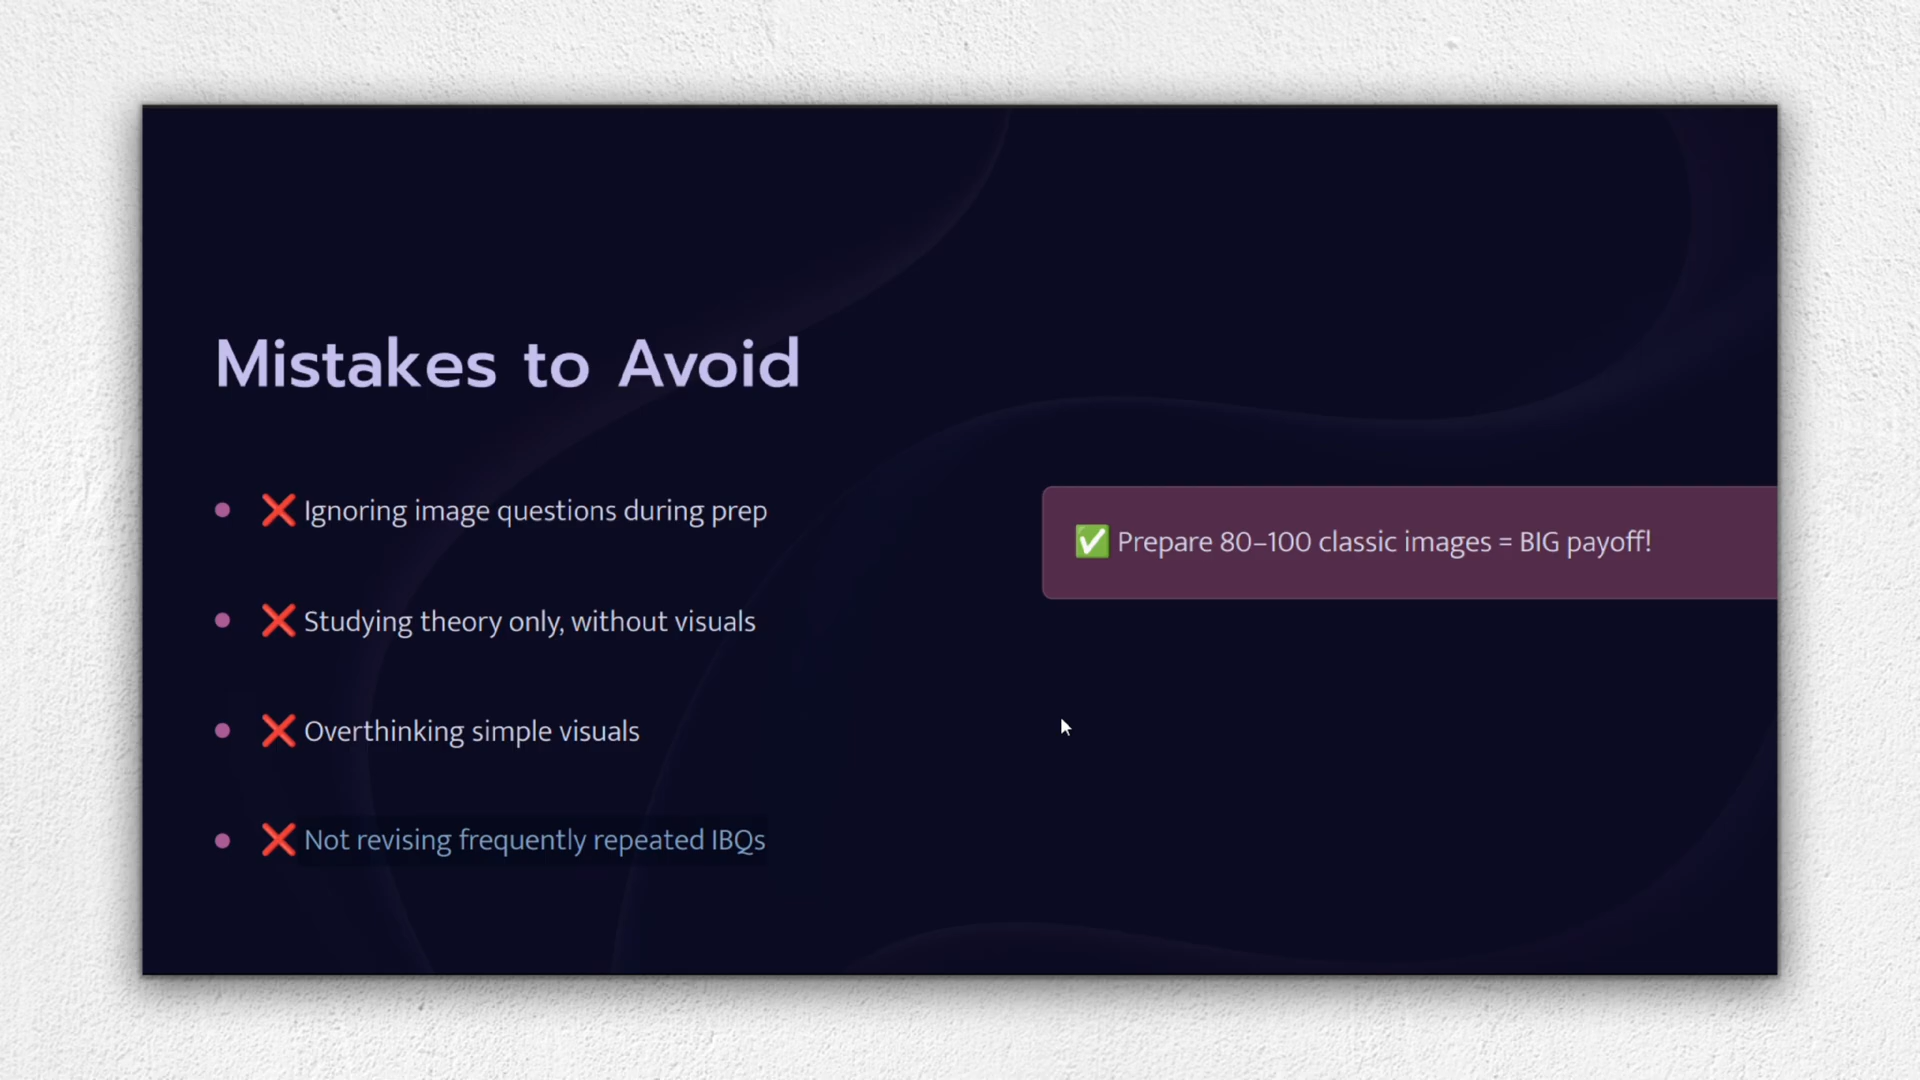 Mistakes to Avoid
❌ Ignoring image questions during prep
❌ Studying theory only, without visuals
❌ Overthinking simple visuals
❌ Not revising frequently repeated IBQs
✅ Prepare 80–100 classic images = BIG payoff!